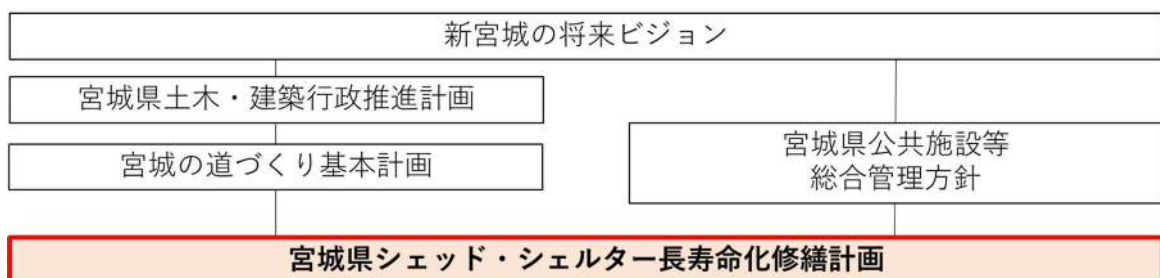 新宮城の将来ビジョン
宮城県土木・建築行政推進計画
宮城の道づくり基本計画
宮城県公共施設等
総合管理方針
宮城県シェッド・シェルター長寿命化修繕計画